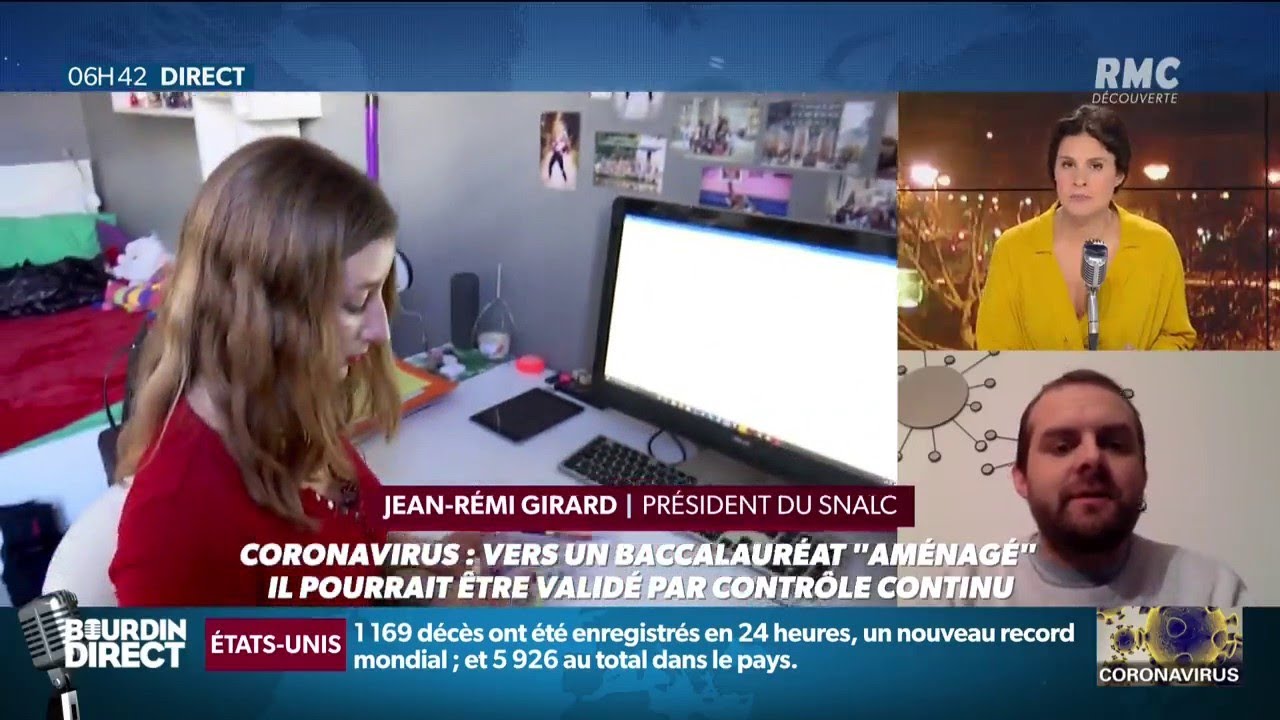 06H42 DIRECT
RMC
DÉCOUVERTE
JEAN-RÉMI GIRARD | PRÉSIDENT DU SNALC
CORONAVIRUS : VERS UN BACCALAURÉAT "AMÉNAGÉ"
IL POURRAIT ÊTRE VALIDÉ PAR CONTRÔLE CONTINU
BOURDIN
DIRECT
ÉTATS-UNIS
1 169 décès ont été enregistrés en 24 heures, un nouveau record
mondial ; et 5 926 au total dans le pays.
CORONAVIRUS